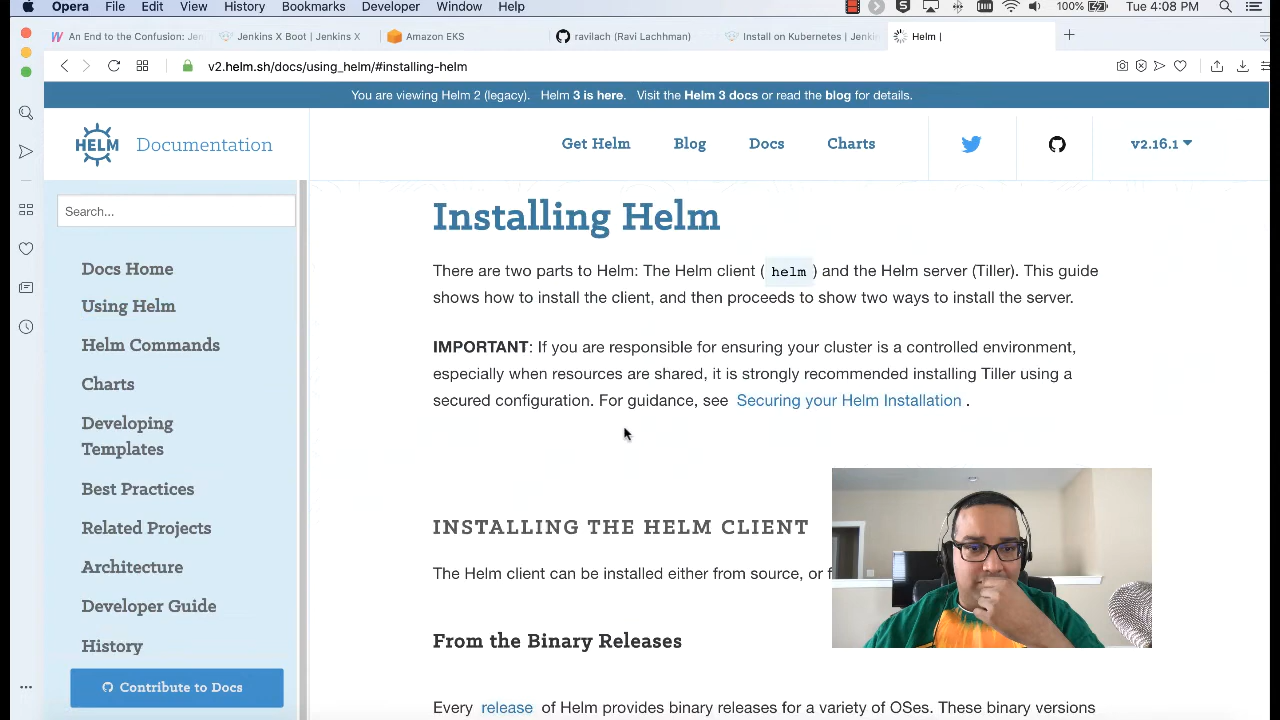 Opera File Edit View History Bookmarks Developer Window Help 100% Tue 4:08 PM
An End to the Confusion: Jen Jenkins X Boot | Jenkins X Amazon EKS ravilach (Ravi Lachhman) Install on Kubernetes | Jenki Helm |
v2.helm.sh/docs/using_helm/#installing-helm
You are viewing Helm 2 (legacy). Helm 3 is here. Visit the Helm 3 docs or read the blog for details.
HELM Documentation Get Helm Blog Docs Charts v2.16.1
Search...
Docs Home
Using Helm
Helm Commands
Charts
Developing
Templates
Best Practices
Related Projects
Architecture
Developer Guide
History
Contribute to Docs
Installing Helm
There are two parts to Helm: The Helm client ( helm ) and the Helm server (Tiller). This guide
shows how to install the client, and then proceeds to show two ways to install the server.
IMPORTANT: If you are responsible for ensuring your cluster is a controlled environment,
especially when resources are shared, it is strongly recommended installing Tiller using a
secured configuration. For guidance, see Securing your Helm Installation .
INSTALLING THE HELM CLIENT
The Helm client can be installed either from source, or f
From the Binary Releases
Every release of Helm provides binary releases for a variety of OSes. These binary versions